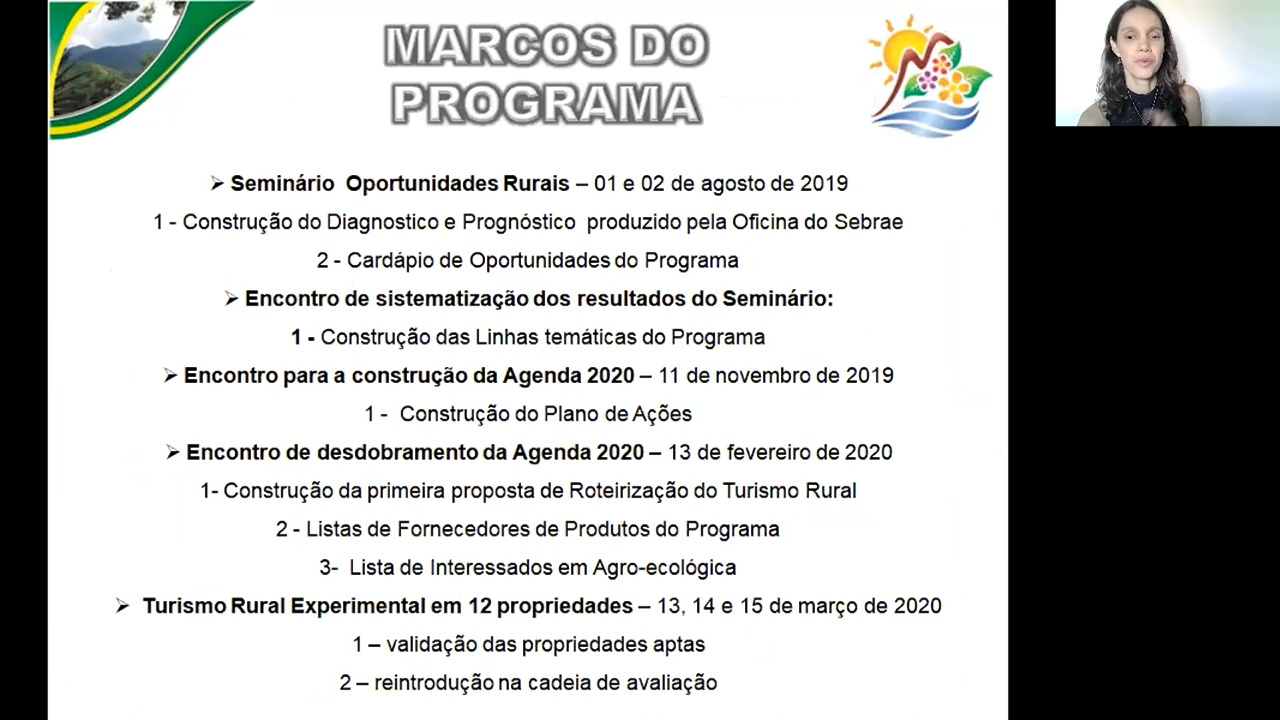 MARCOS DO
PROGRAMA
➢ Seminário Oportunidades Rurais – 01 e 02 de agosto de 2019
1 - Construção do Diagnostico e Prognóstico produzido pela Oficina do Sebrae
2 - Cardápio de Oportunidades do Programa
➢ Encontro de sistematização dos resultados do Seminário:
1 - Construção das Linhas temáticas do Programa
➢ Encontro para a construção da Agenda 2020 – 11 de novembro de 2019
1 - Construção do Plano de Ações
➢ Encontro de desdobramento da Agenda 2020 – 13 de fevereiro de 2020
1- Construção da primeira proposta de Roteirização do Turismo Rural
2 - Listas de Fornecedores de Produtos do Programa
3- Lista de Interessados em Agro-ecológica
➢ Turismo Rural Experimental em 12 propriedades – 13, 14 e 15 de março de 2020
1 – validação das propriedades aptas
2 – reintrodução na cadeia de avaliação